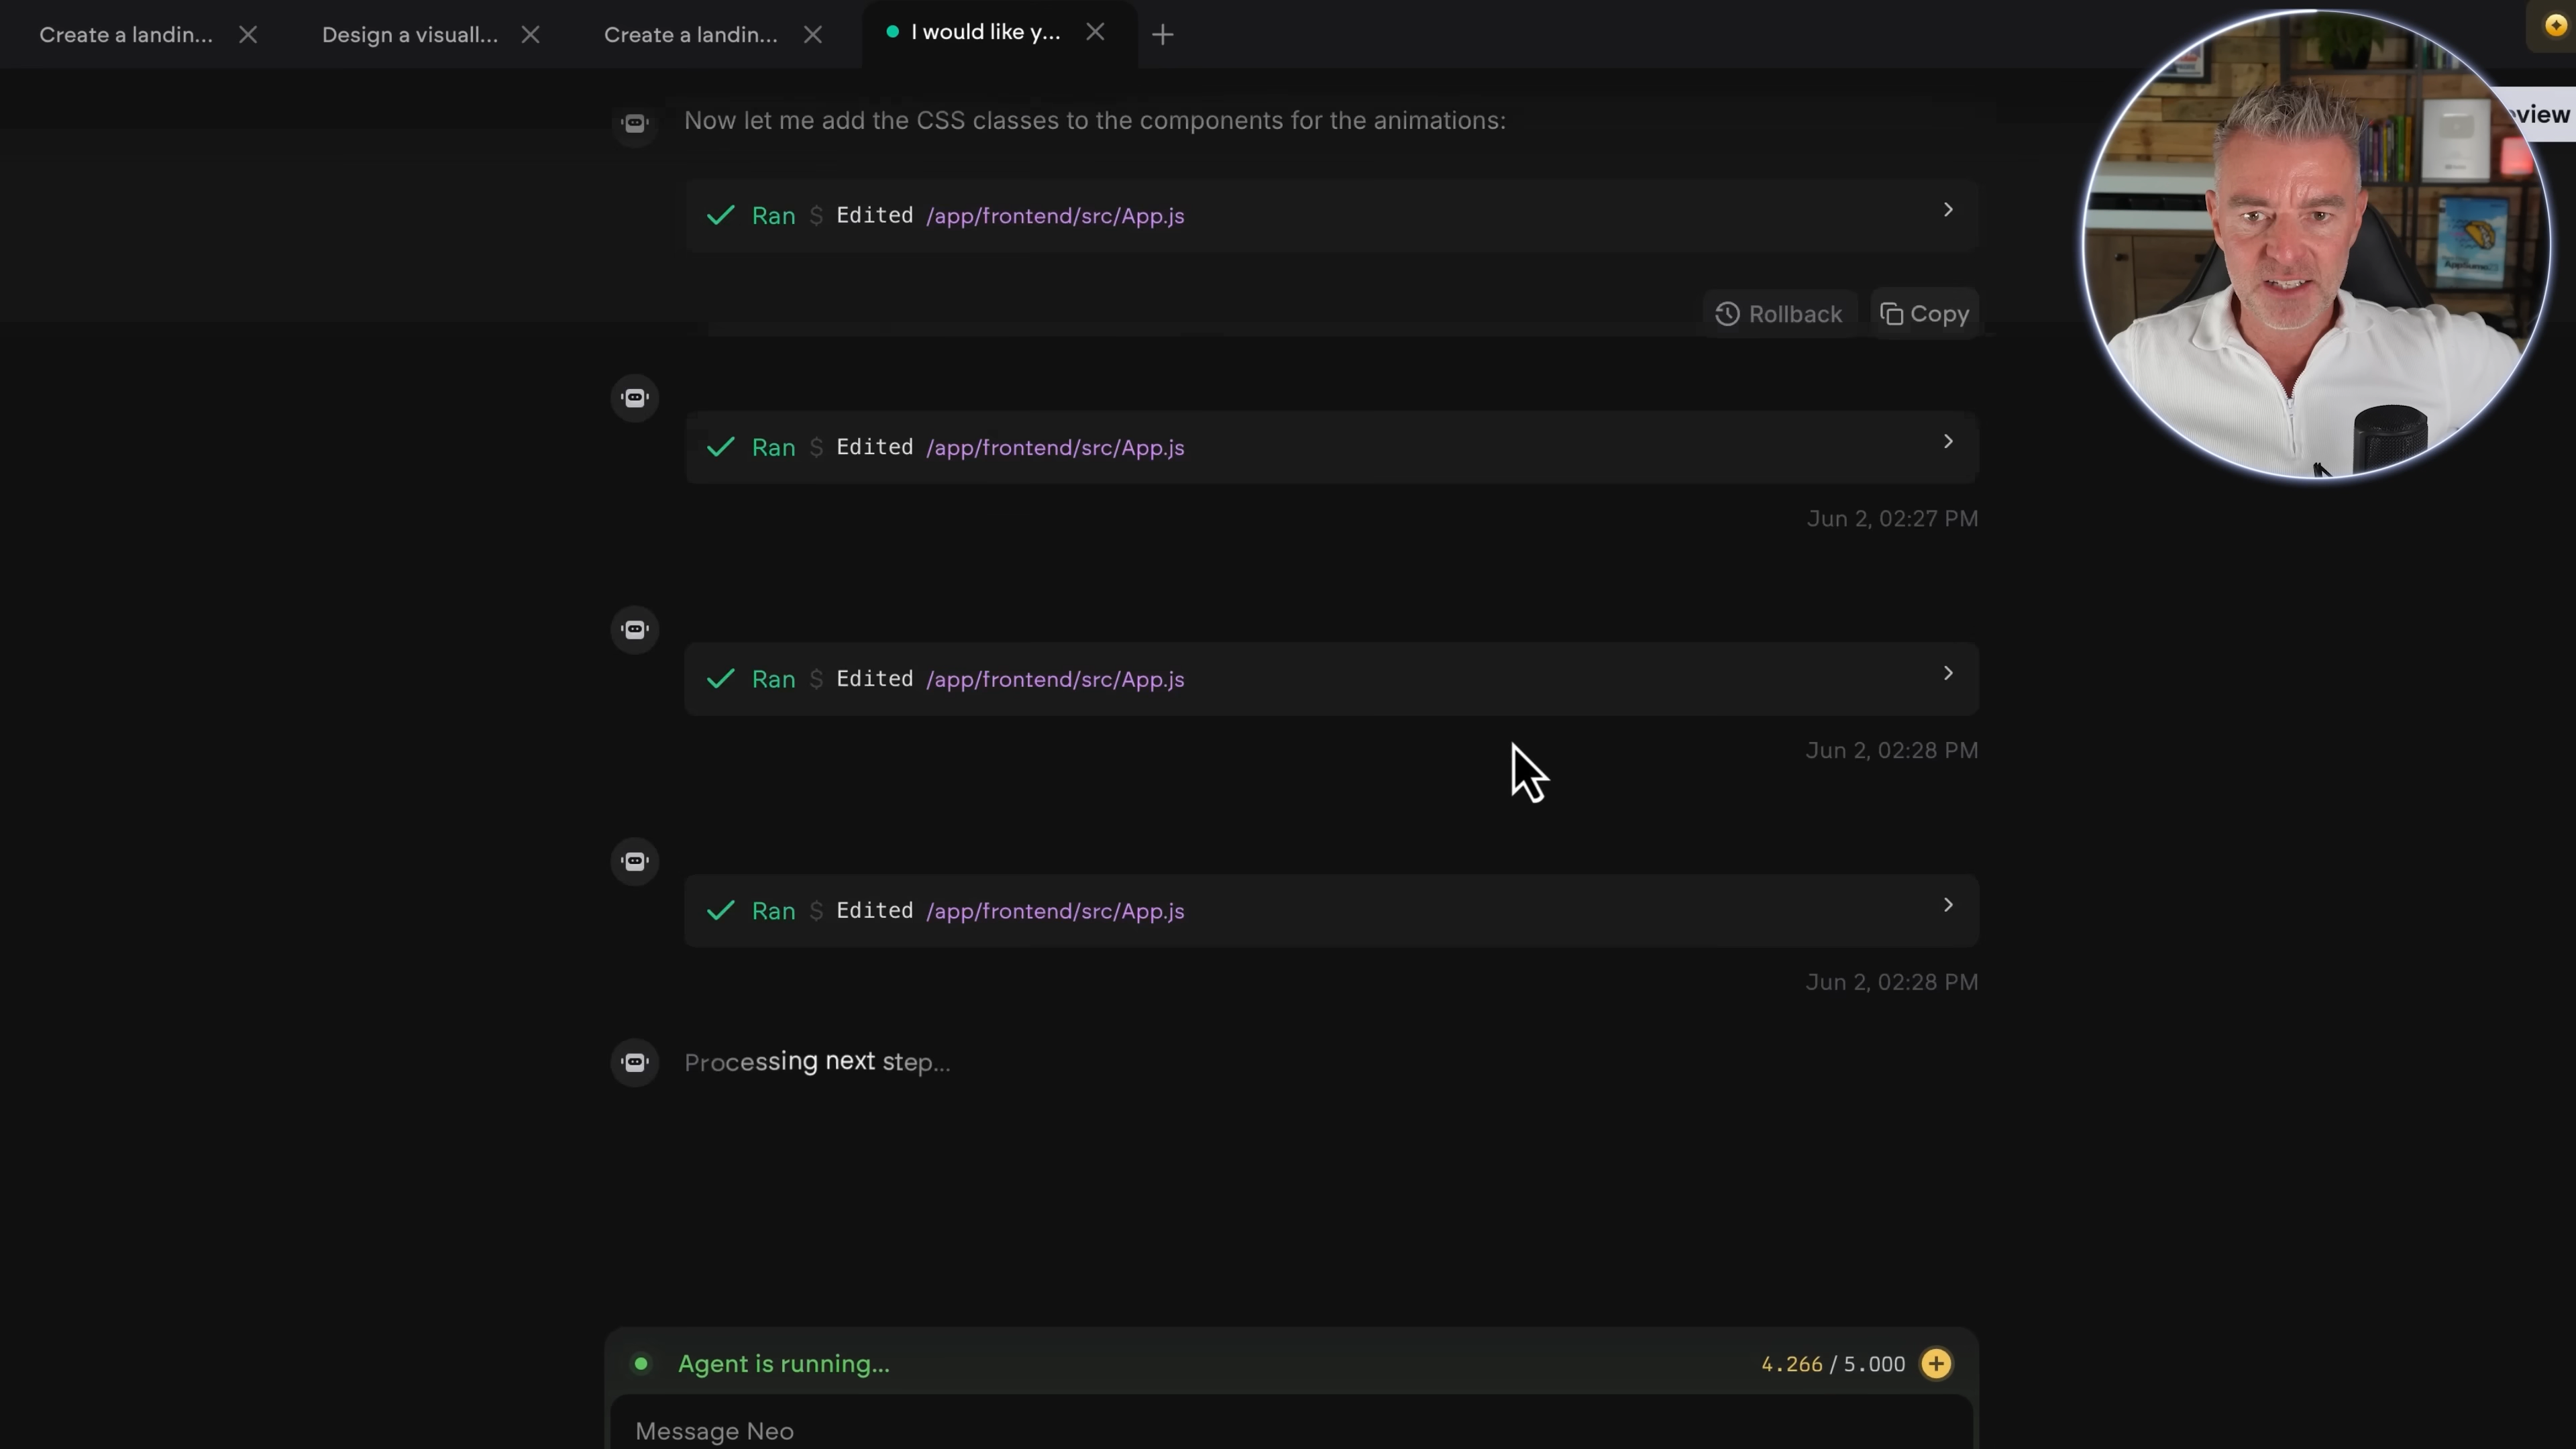 Create a landin...
Design a visuall...
Create a landin...
I would like y...
view
Now let me add the CSS classes to the components for the animations:
Ran $ Edited /app/frontend/src/App.js
Rollback
Copy
Ran $ Edited /app/frontend/src/App.js
Jun 2, 02:27 PM
Ran $ Edited /app/frontend/src/App.js
Jun 2, 02:28 PM
Ran $ Edited /app/frontend/src/App.js
Jun 2, 02:28 PM
Processing next step...
Agent is running...
4.266 / 5.000
Message Neo